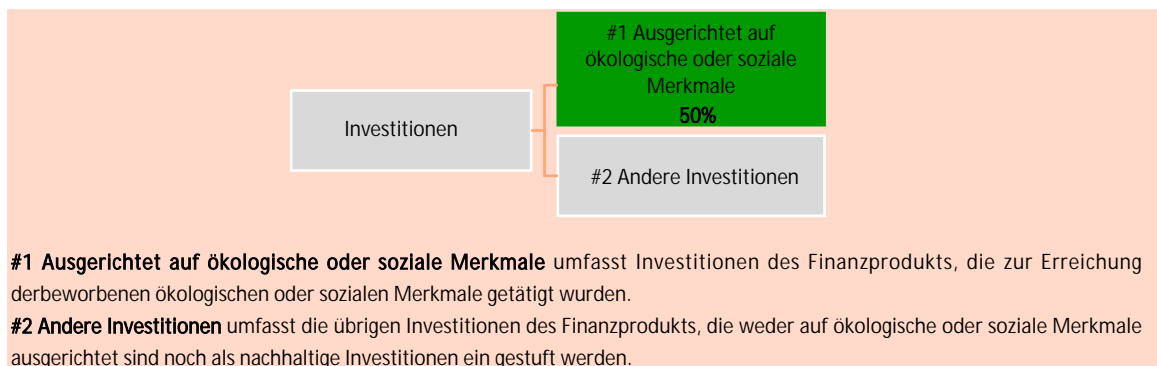 #1 Ausgerichtet auf
ökologische oder soziale
Merkmale
50%
Investitionen
#2 Andere Investitionen
#1 Ausgerichtet auf ökologische oder soziale Merkmale umfasst Investitionen des Finanzprodukts, die zur Erreichung
derbeworbenen ökologischen oder sozialen Merkmale getätigt wurden.
#2 Andere Investitionen umfasst die übrigen Investitionen des Finanzprodukts, die weder auf ökologische oder soziale Merkmale
ausgerichtet sind noch als nachhaltige Investitionen ein gestuft werden.